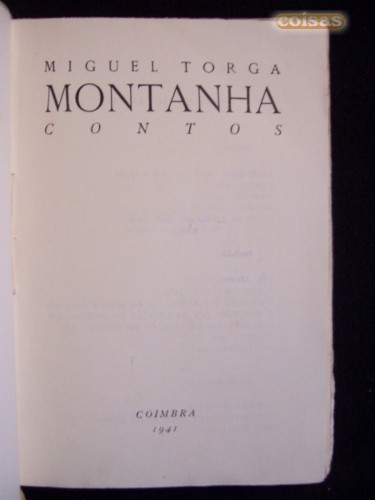 coisas
MIGUEL TORGA
MONTANHA
CONTOS
COIMBRA
1941